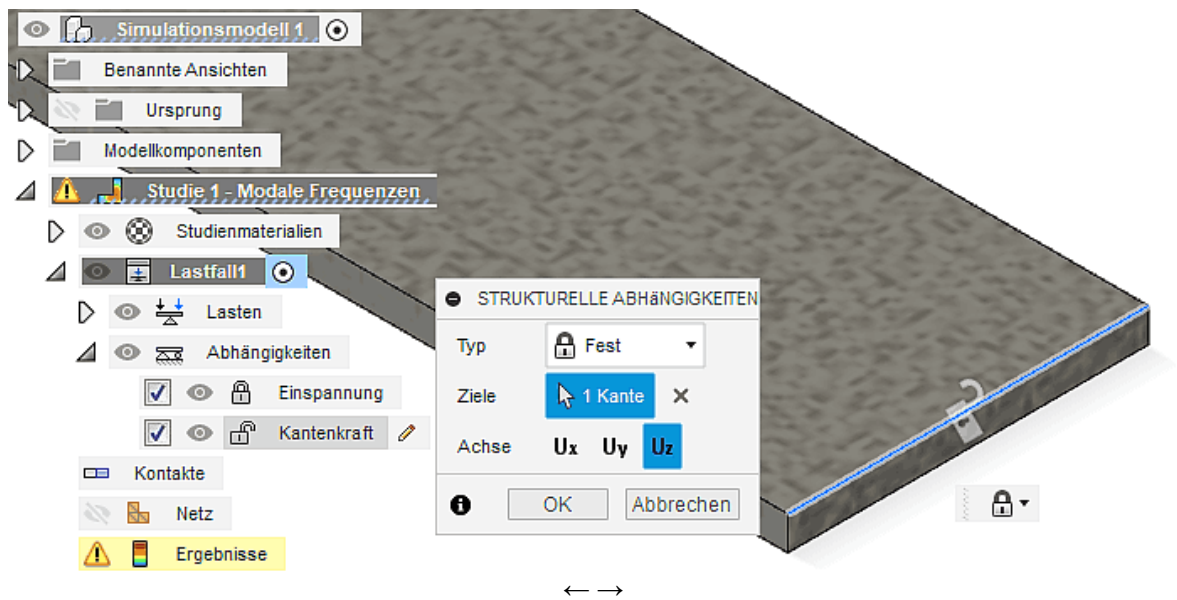 Simulationsmodell 1
Benannte Ansichten
Ursprung
Modellkomponenten
Studie 1 - Modale Frequenzen
Studienmaterialien
Lastfall1
Lasten
Abhängigkeiten
Einspannung
Kantenkraft
Kontakte
Netz
Ergebnisse
STRUKTURELLE ABHäNGIGKEITEN
Typ Fest
Ziele 1 Kante
Achse Ux Uy Uz
OK Abbrechen
←→